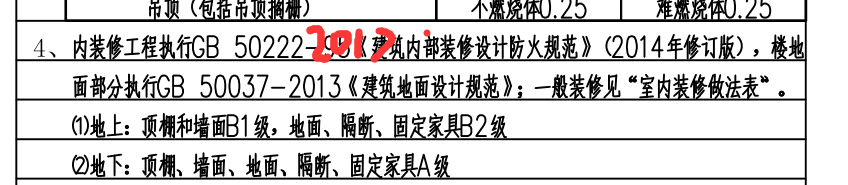 吊顶（包括吊顶搁栅） 不燃烧体0.25 难燃烧体0.25
4、内装修工程执行GB 50222-2017《建筑内部装修设计防火规范》(2014年修订版)，楼地
面部分执行GB 50037-2013《建筑地面设计规范》；一般装修见“室内装修做法表”。
(1)地上：顶棚和墙面B1级，地面、隔断、固定家具B2级
(2)地下：顶棚、墙面、地面、隔断、固定家具A级